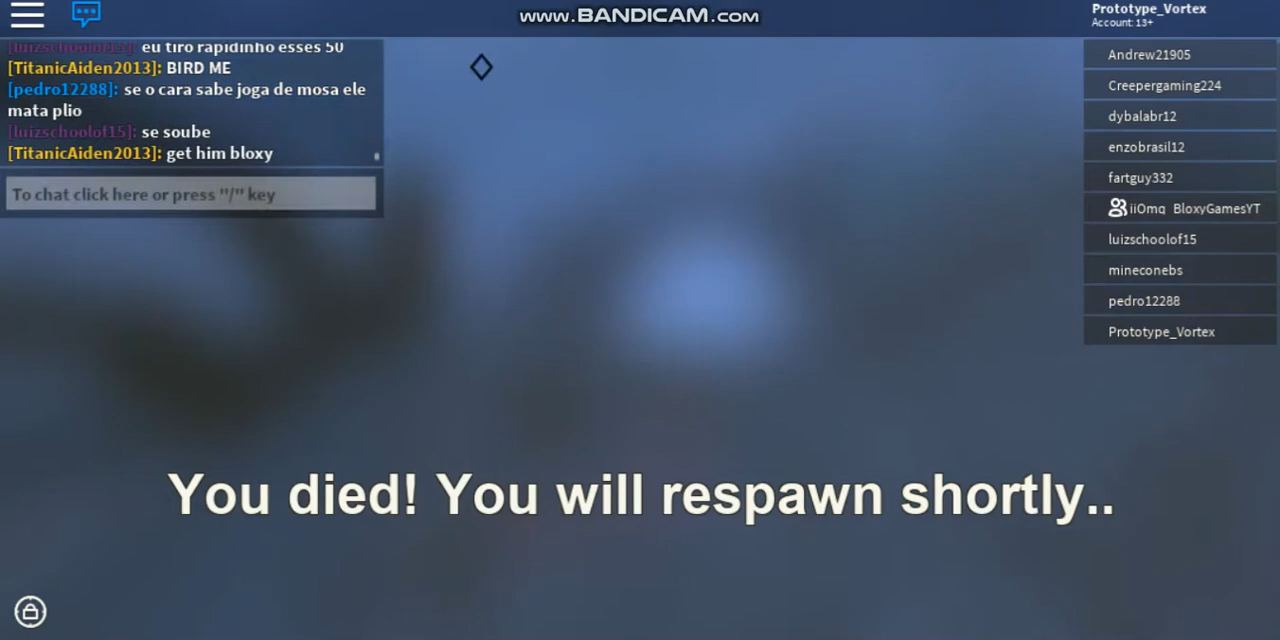 www.BANDICAM.com
Prototype_Vortex
Account: 13+
eu tiro rapidinho esses 50
[TitanicAiden2013]: BIRD ME
[pedro12288]: se o cara sabe joga de mosa ele
mata plio
[luizschoolof15]: se soube
[TitanicAiden2013]: get him bloxy
To chat click here or press "/" key
Andrew21905
Creepergaming224
dybalabr12
enzobrasil12
fartguy332
iiOmg_BloxyGamesYT
luizschoolof15
mineconebs
pedro12288
Prototype_Vortex
You died! You will respawn shortly..